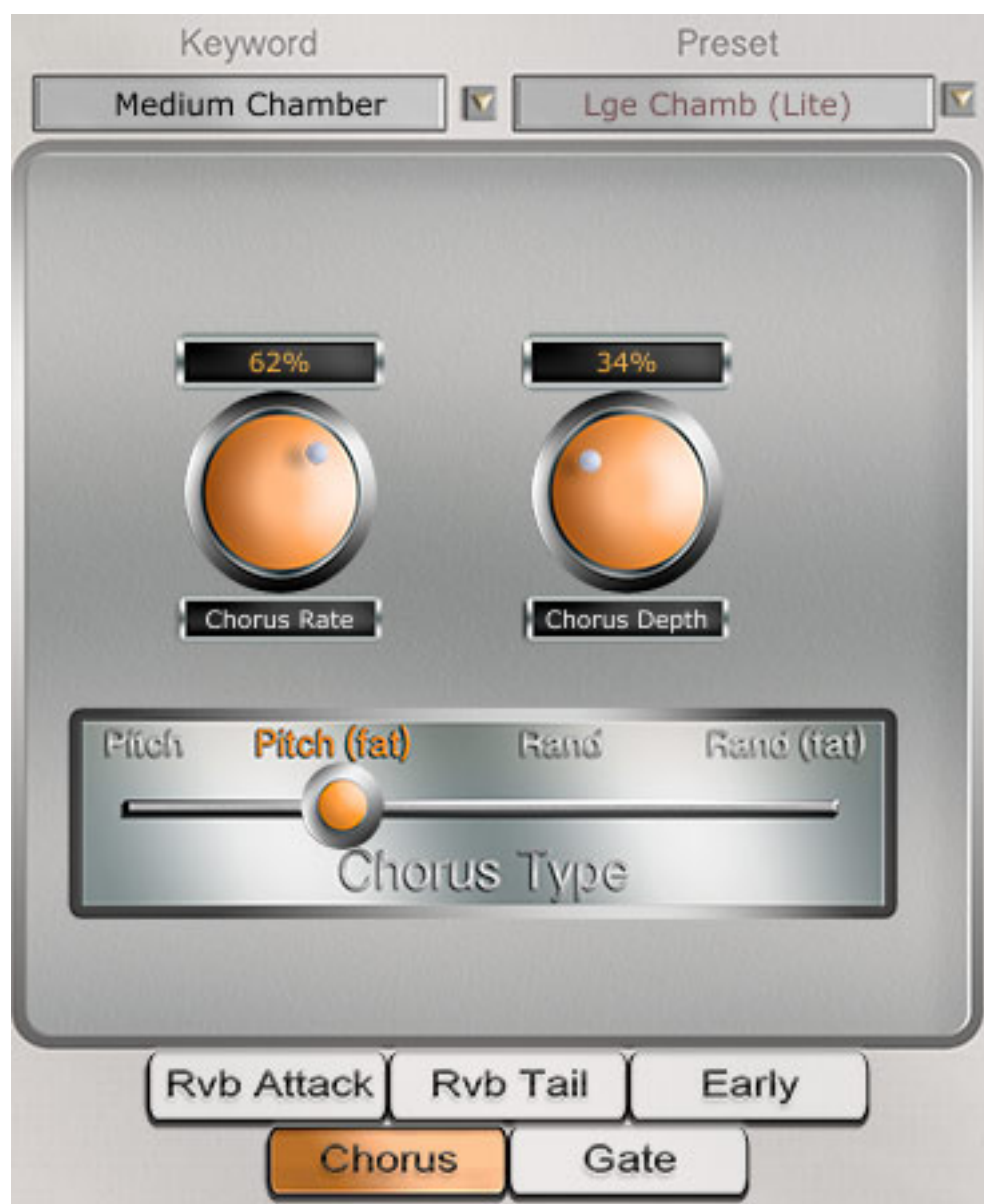 Keyword Preset
Medium Chamber Lge Chamb (Lite)
62% 34%
Chorus Rate Chorus Depth
Pitch Pitch (fat) Rand Rand (fat)
Chorus Type
Rvb Attack Rvb Tail Early
Chorus Gate